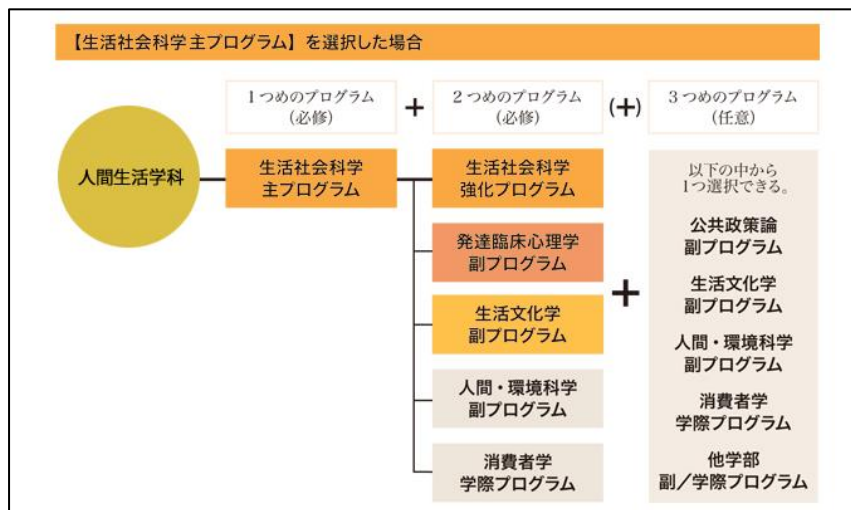 【生活社会科学主プログラム】を選択した場合
1つめのプログラム
(必修)
+
2つめのプログラム
(必修)
(+)
3つめのプログラム
(任意)
人間生活学科
生活社会科学
主プログラム
生活社会科学
強化プログラム
発達臨床心理学
副プログラム
生活文化学
副プログラム
人間・環境科学
副プログラム
消費者学
学際プログラム
+
以下の中から
1つ選択できる。
公共政策論
副プログラム
生活文化学
副プログラム
人間・環境科学
副プログラム
消費者学
学際プログラム
他学部
副／学際プログラム